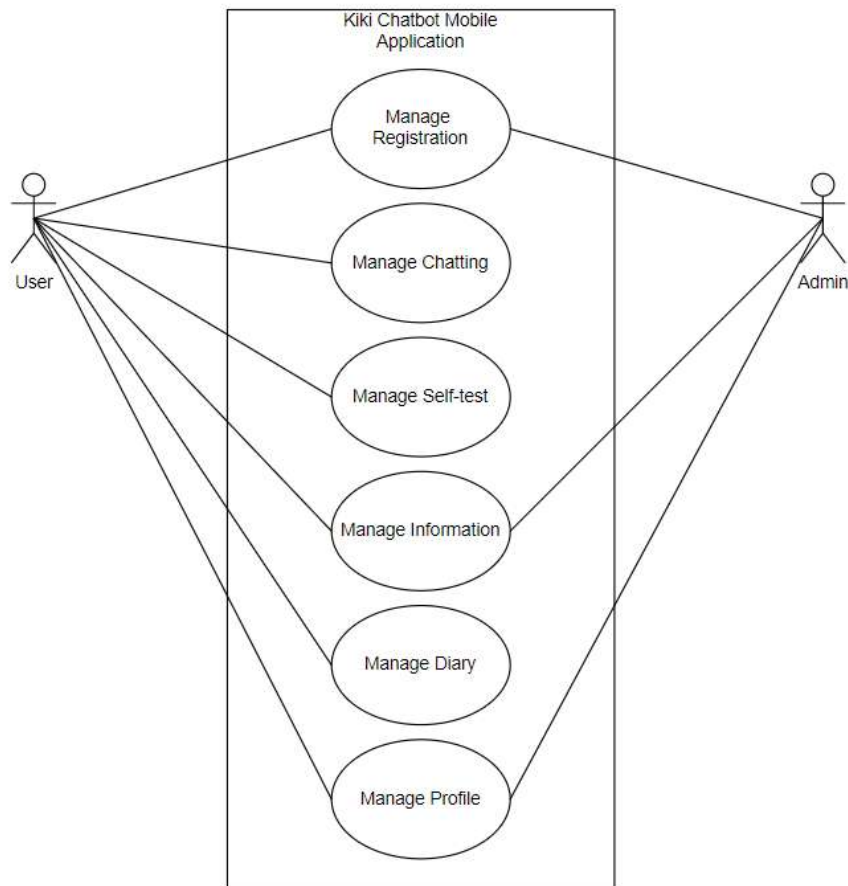 Kiki Chatbot Mobile
Application
Manage
Registration
User
Admin
Manage Chatting
Manage Self-test
Manage Information
Manage Diary
Manage Profile